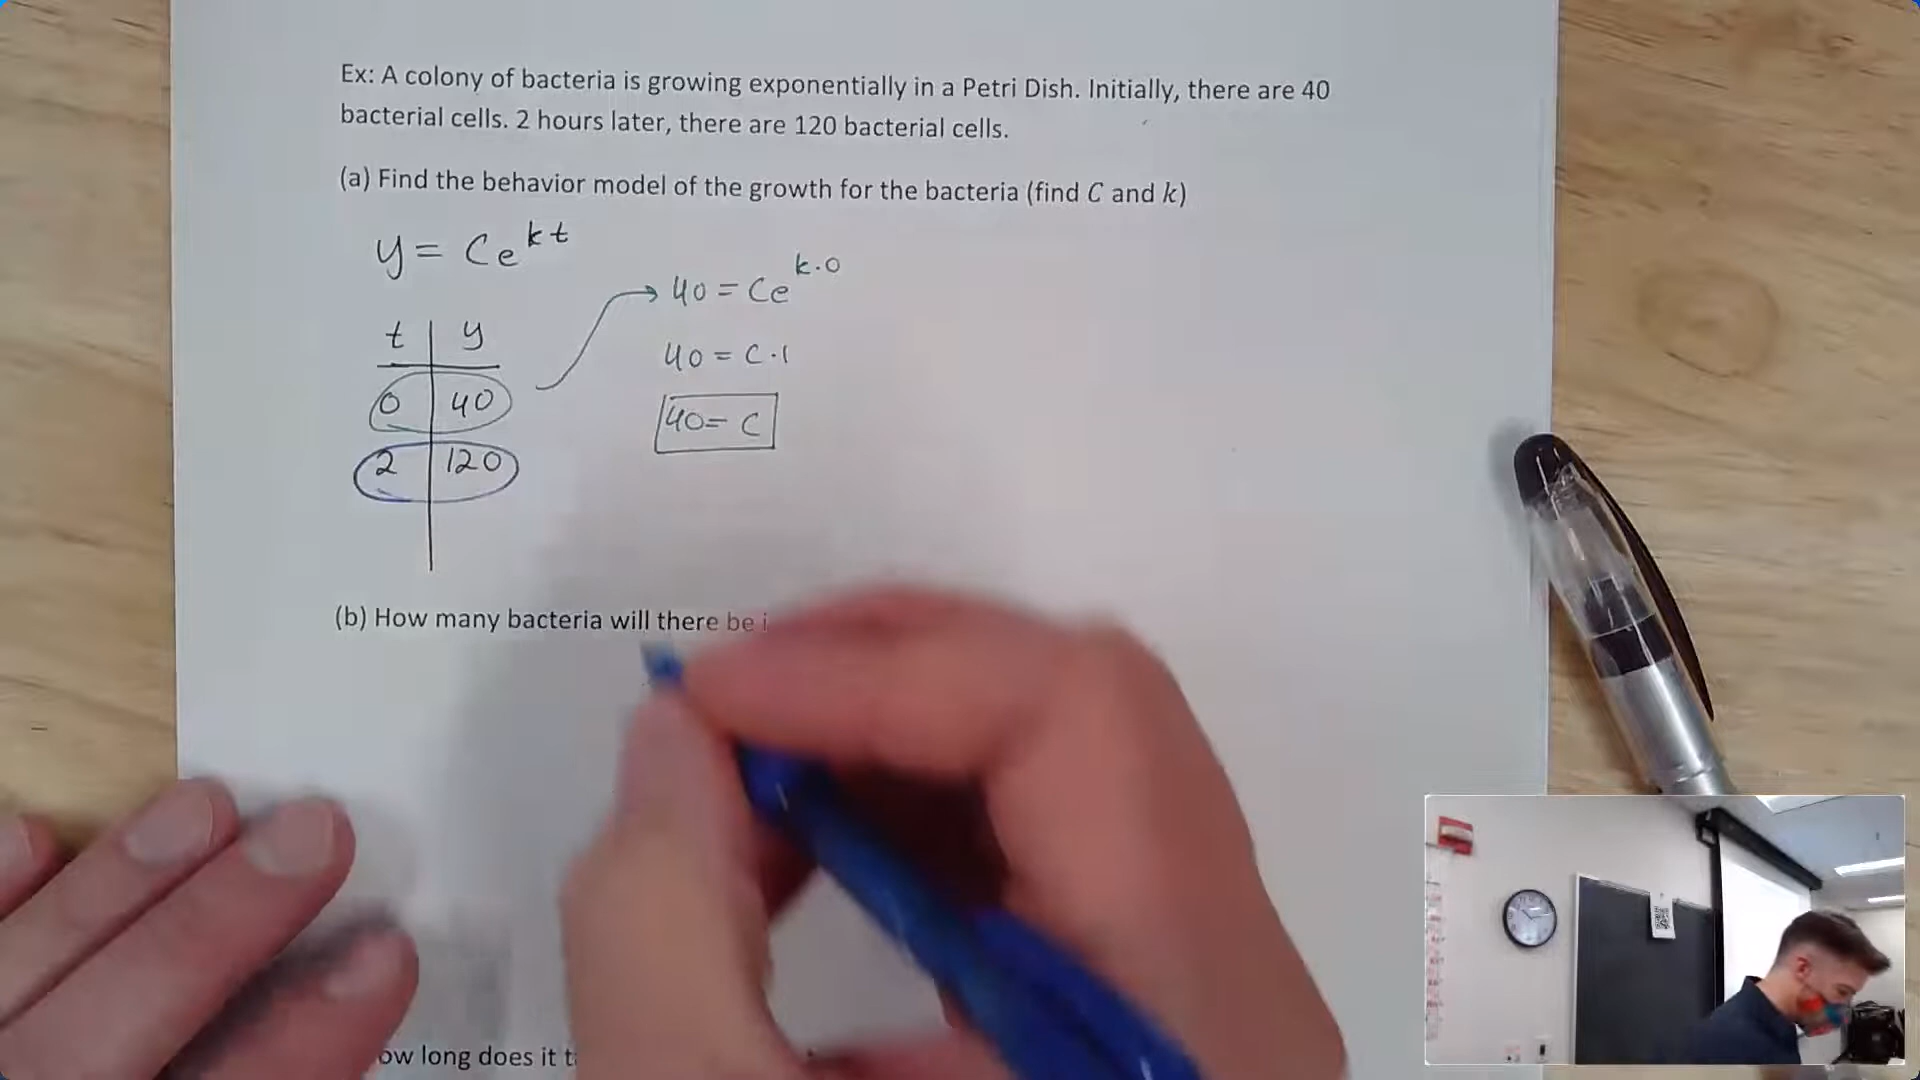 Ex: A colony of bacteria is growing exponentially in a Petri Dish. Initially, there are 40
bacterial cells. 2 hours later, there are 120 bacterial cells.
(a) Find the behavior model of the growth for the bacteria (find C and k)
y = Ce^kt
40 = Ce^k·0
t y
40 = C·1
0 40
40 = C
2 120
(b) How many bacteria will there be
ow long does it